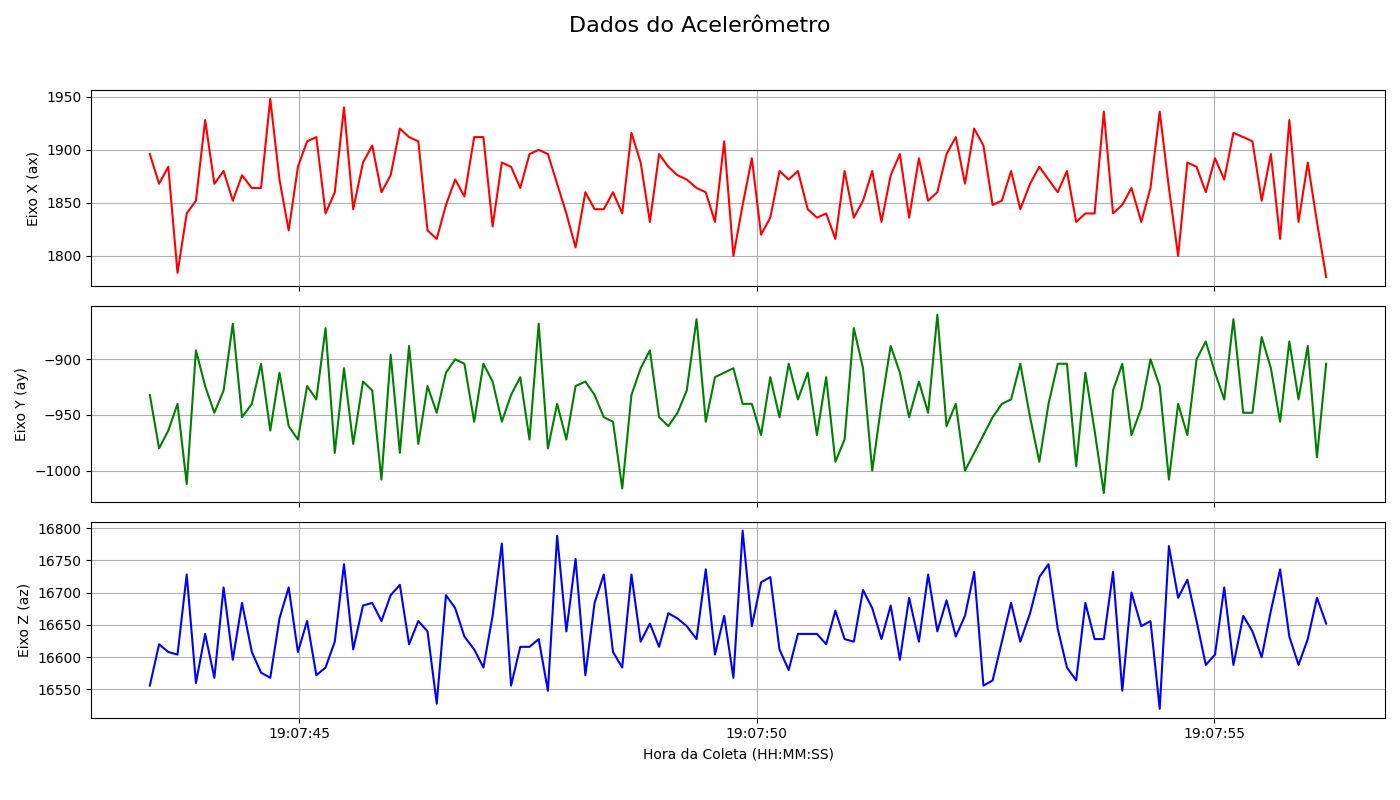 Dados do Acelerômetro
Eixo X (ax)
1950
1900
1850
1800
Eixo Y (ay)
−900
−950
−1000
Eixo Z (az)
16800
16750
16700
16650
16600
16550
19:07:45 19:07:50 19:07:55
Hora da Coleta (HH:MM:SS)